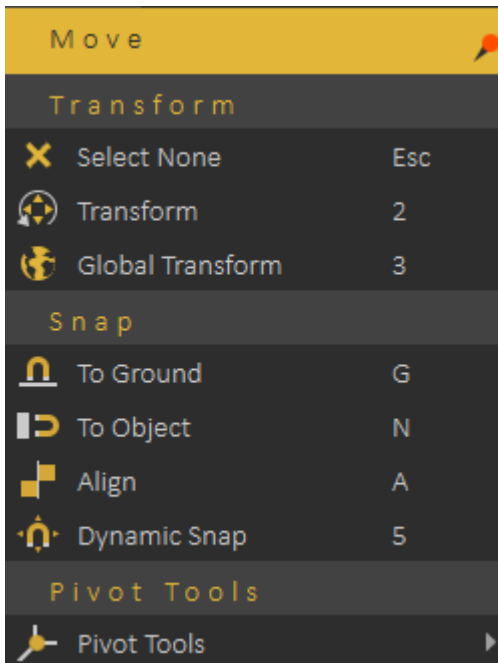 Move
Transform
Select None Esc
Transform 2
Global Transform 3
Snap
To Ground G
To Object N
Align A
Dynamic Snap 5
Pivot Tools
Pivot Tools